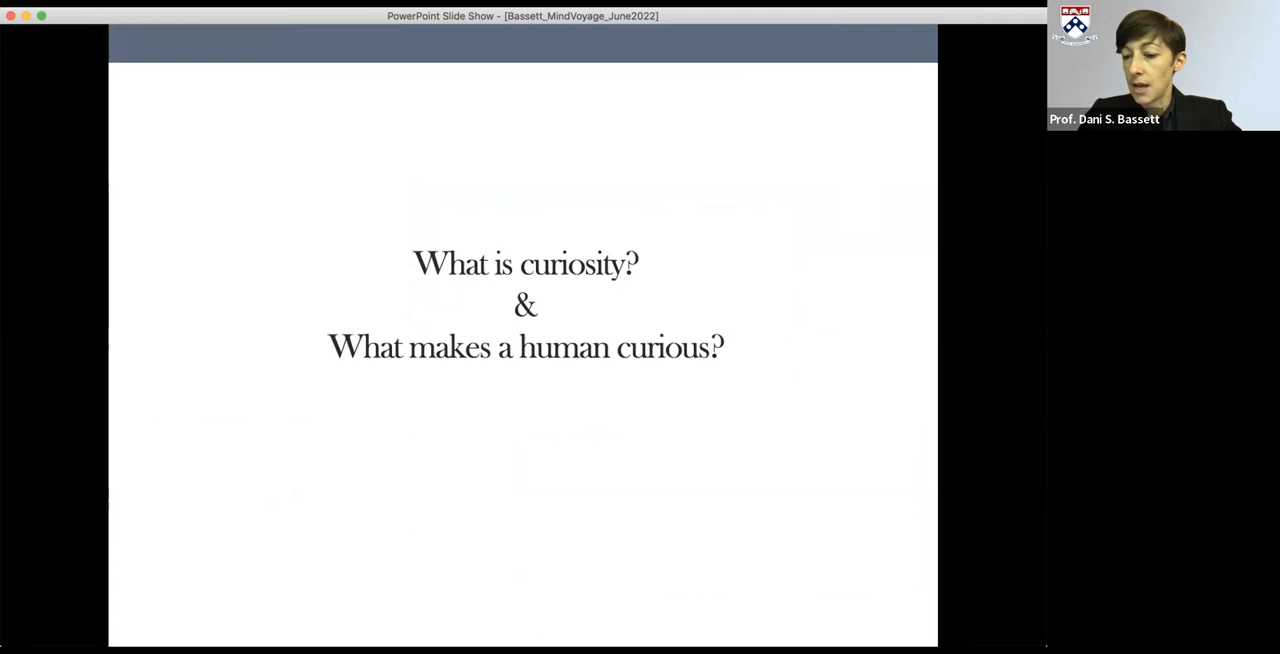 PowerPoint Slide Show - [Bassett_MindVoyage_June2022]
Prof. Dani S. Bassett
What is curiosity?
&
What makes a human curious?